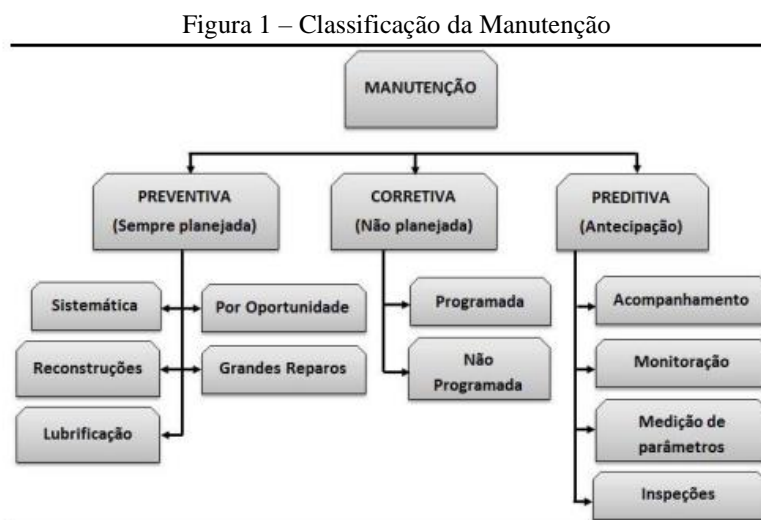 Figura 1 – Classificação da Manutenção
MANUTENÇÃO
PREVENTIVA
(Sempre planejada)
CORRETIVA
(Não planejada)
PREDITIVA
(Antecipação)
Sistemática
Por Oportunidade
Reconstruções
Grandes Reparos
Lubrificação
Programada
Não
Programada
Acompanhamento
Monitoração
Medição de
parâmetros
Inspeções